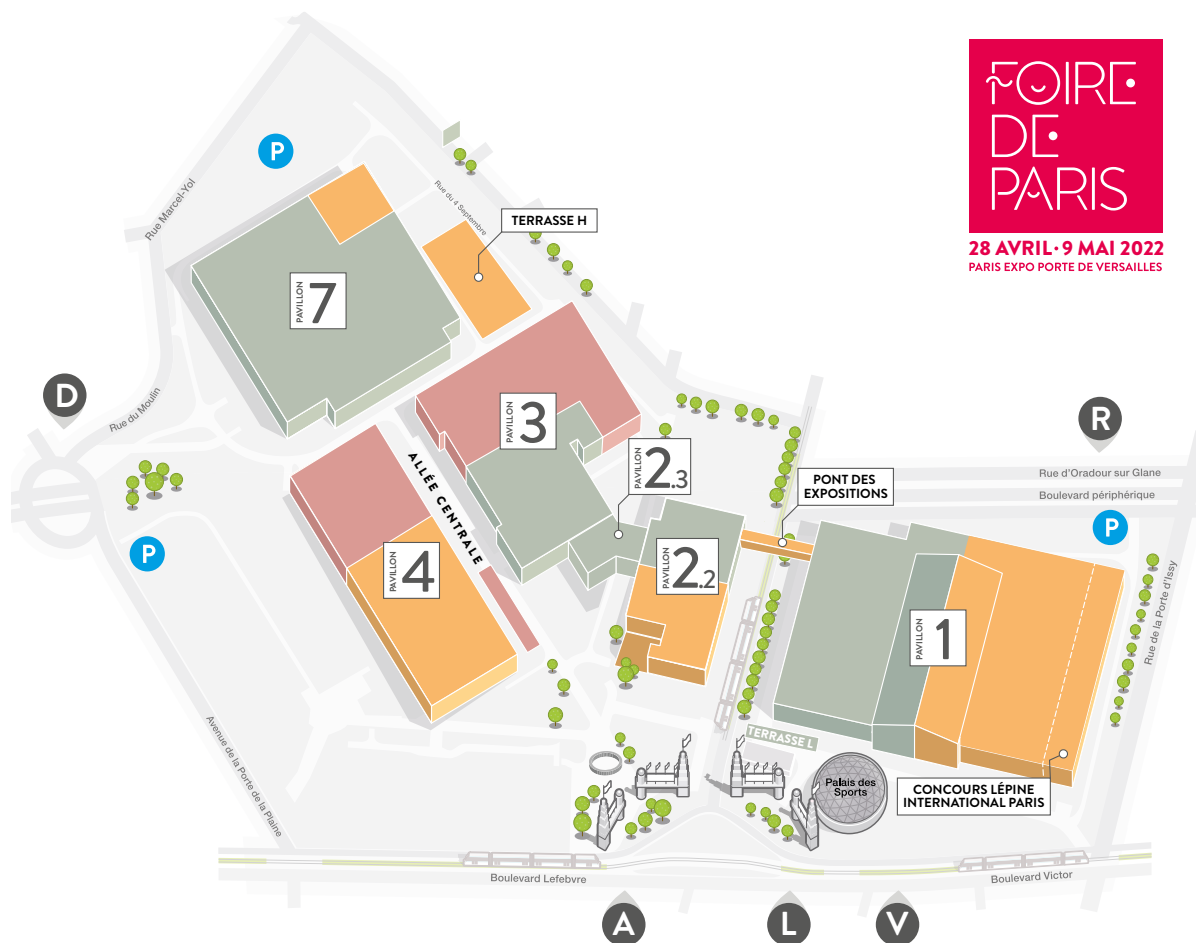 FOIRE
DE
PARIS
28 AVRIL·9 MAI 2022
PARIS EXPO PORTE DE VERSAILLES
P
Rue Marcel-Yol
Rue du 4 Septembre
TERRASSE H
PAVILLON
7
D
Rue du Moulin
PAVILLON
3
ALLÉE CENTRALE
PAVILLON
2.3
R
Rue d'Oradour sur Glane
PONT DES
EXPOSITIONS
Boulevard périphérique
P
P
PAVILLON
4
PAVILLON
2.2
PAVILLON
1
Rue de la Porte d'Issy
Avenue de la Porte de la Plaine
TERRASSE L
Palais des
Sports
CONCOURS LÉPINE
INTERNATIONAL PARIS
Boulevard Lefebvre
Boulevard Victor
A
L
V